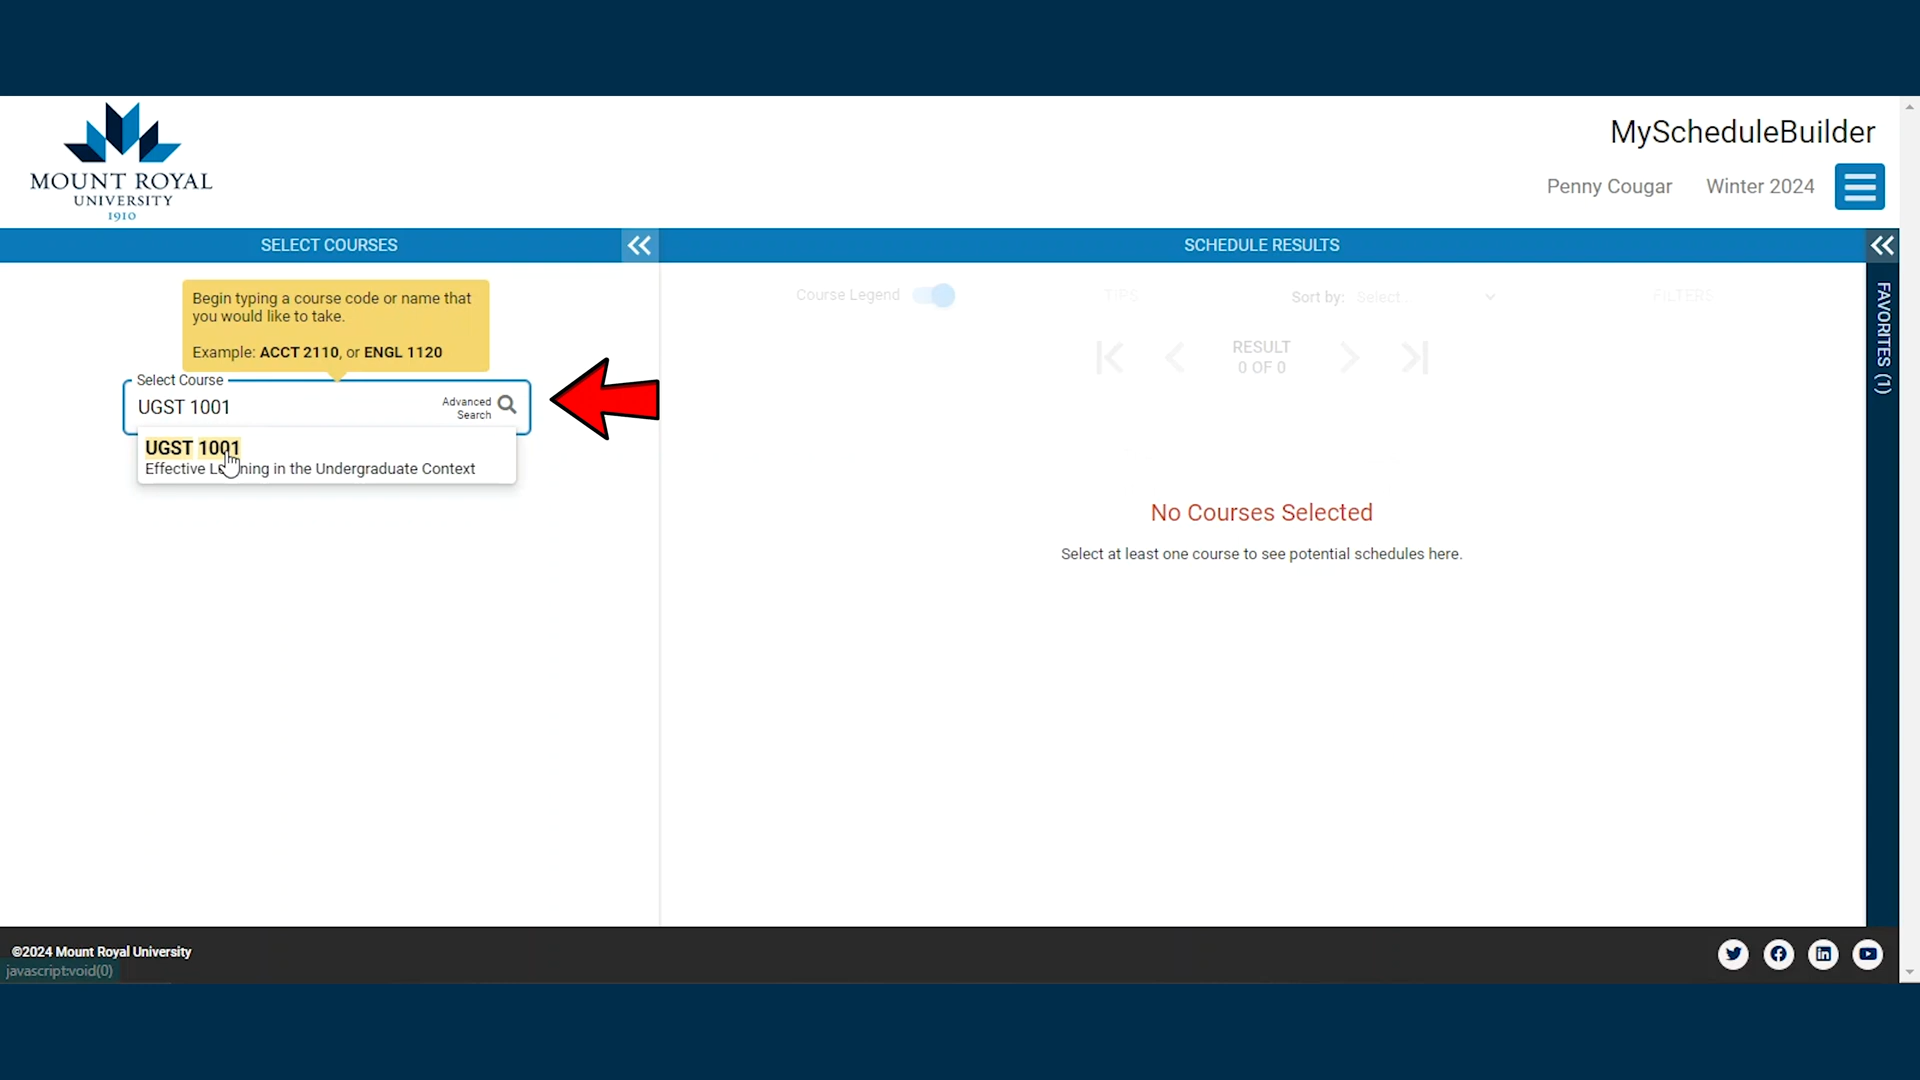 MOUNT ROYAL
UNIVERSITY
1910
MyScheduleBuilder
Penny Cougar
Winter 2024
SELECT COURSES
SCHEDULE RESULTS
Begin typing a course code or name that
you would like to take.
Example: ACCT 2110, or ENGL 1120
Select Course
UGST 1001
Advanced
Search
UGST 1001
Effective Learning in the Undergraduate Context
Course Legend
TIPS
Sort by: Select...
FILTERS
RESULT
0 OF 0
No Courses Selected
Select at least one course to see potential schedules here.
FAVORITES (1)
©2024 Mount Royal University
javascript:void(0)